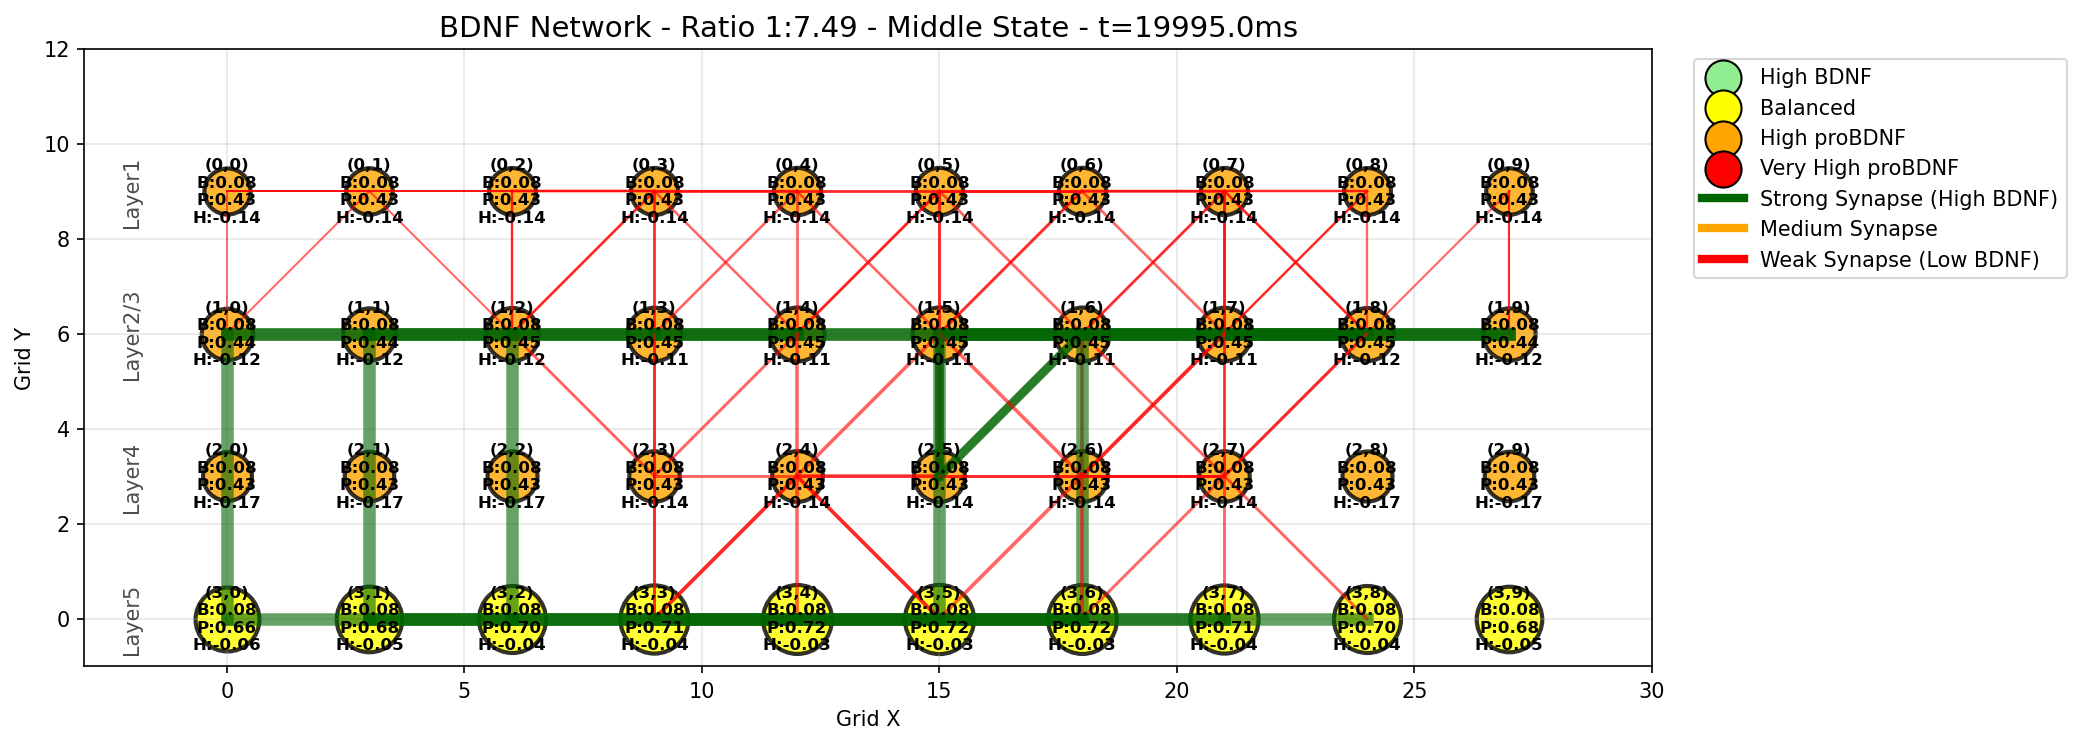 BDNF Network - Ratio 1:7.49 - Middle State - t=19995.0ms
12
10
8
6
4
2
0
Grid Y
Layer1
Layer2/3
Layer4
Layer5
(0,0) (0,1) (0,2) (0,3) (0,4) (0,5) (0,6) (0,7) (0,8) (0,9)
B:0.08 B:0.08 B:0.08 B:0.08 B:0.08 B:0.08 B:0.08 B:0.08 B:0.08 B:0.08
P:0.43 P:0.43 P:0.43 P:0.43 P:0.43 P:0.43 P:0.43 P:0.43 P:0.43 P:0.43
H:-0.14 H:-0.14 H:-0.14 H:-0.14 H:-0.14 H:-0.14 H:-0.14 H:-0.14 H:-0.14 H:-0.14
(1,0) (1,1) (1,2) (1,3) (1,4) (1,5) (1,6) (1,7) (1,8) (1,9)
B:0.08 B:0.08 B:0.08 B:0.08 B:0.08 B:0.08 B:0.08 B:0.08 B:0.08 B:0.08
P:0.44 P:0.44 P:0.45 P:0.45 P:0.45 P:0.45 P:0.45 P:0.45 P:0.45 P:0.44
H:-0.12 H:-0.12 H:-0.12 H:-0.11 H:-0.11 H:-0.11 H:-0.11 H:-0.11 H:-0.12 H:-0.12
(2,0) (2,1) (2,2) (2,3) (2,4) (2,5) (2,6) (2,7) (2,8) (2,9)
B:0.08 B:0.08 B:0.08 B:0.08 B:0.08 B:0.08 B:0.08 B:0.08 B:0.08 B:0.08
P:0.43 P:0.43 P:0.43 P:0.43 P:0.43 P:0.43 P:0.43 P:0.43 P:0.43 P:0.43
H:-0.17 H:-0.17 H:-0.17 H:-0.14 H:-0.14 H:-0.14 H:-0.14 H:-0.14 H:-0.17 H:-0.17
(3,0) (3,1) (3,2) (3,3) (3,4) (3,5) (3,6) (3,7) (3,8) (3,9)
B:0.08 B:0.08 B:0.08 B:0.08 B:0.08 B:0.08 B:0.08 B:0.08 B:0.08 B:0.08
P:0.66 P:0.68 P:0.70 P:0.71 P:0.72 P:0.72 P:0.72 P:0.71 P:0.70 P:0.68
H:-0.06 H:-0.05 H:-0.04 H:-0.04 H:-0.03 H:-0.03 H:-0.03 H:-0.04 H:-0.04 H:-0.05
0 5 10 15 20 25 30
Grid X
High BDNF
Balanced
High proBDNF
Very High proBDNF
Strong Synapse (High BDNF)
Medium Synapse
Weak Synapse (Low BDNF)